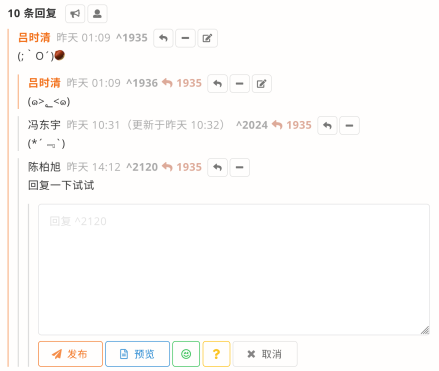 10 条回复
吕时清 昨天 01:09 ^1935
(;｀O´)
吕时清 昨天 01:09 ^1936 1935
(๑>؂<๑)
冯东宇 昨天 10:31（更新于昨天 10:32） ^2024 1935
(*´﹃`)
陈柏旭 昨天 14:12 ^2120 1935
回复一下试试
回复 ^2120
发布 预览 ? 取消